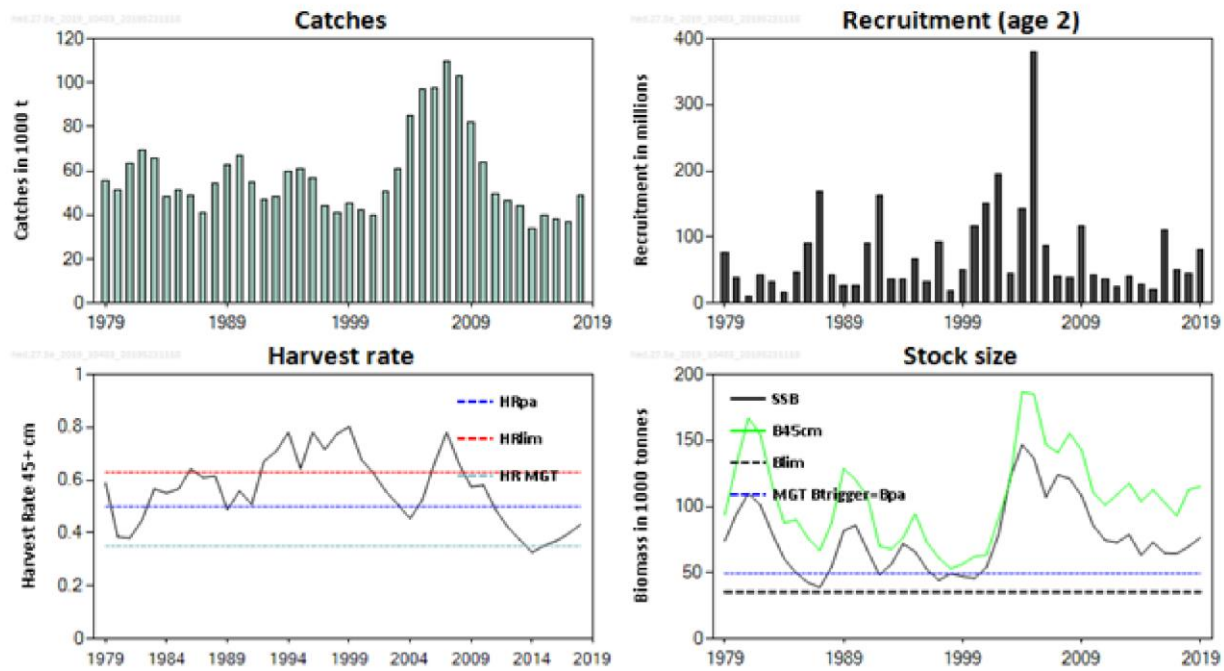 Catches
Catches in 1000 t
120
100
80
60
40
20
0
1979 1989 1999 2009 2019
Recruitment (age 2)
Recruitment in millions
400
300
200
100
0
1979 1989 1999 2009 2019
Harvest rate
Harvest Rate 45+ cm
1
0.8
0.6
0.4
0.2
0
HRpa
HRlim
HR MGT
1979 1984 1989 1994 1999 2004 2009 2014 2019
Stock size
Biomass in 1000 tonnes
200
150
100
50
0
SSB
B45cm
Blim
MGT Btrigger=Bpa
1979 1989 1999 2009 2019